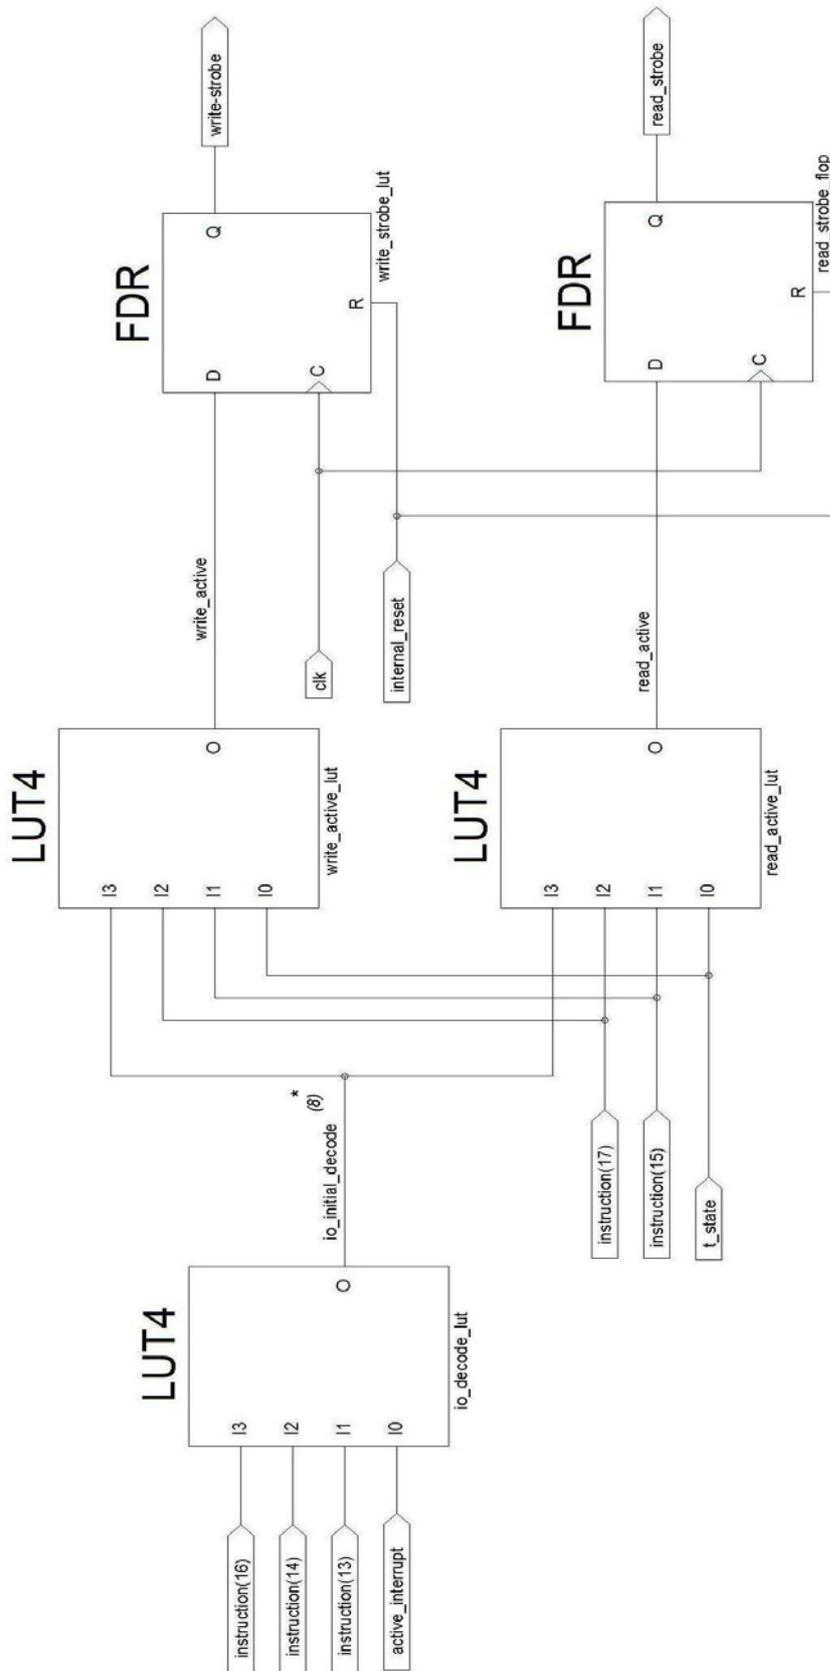 instruction(16)
instruction(14)
instruction(13)
active_interrupt
LUT4
I3
I2
I1
I0
O
io_decode_lut
io_initial_decode
*
(8)
instruction(17)
instruction(15)
t_state
LUT4
I3
I2
I1
I0
O
write_active_lut
write_active
clk
internal_reset
FDR
D
C
Q
R
write_strobe_lut
write-strobe
LUT4
I3
I2
I1
I0
O
read_active_lut
read_active
FDR
D
C
Q
R
read_strobe_flop
read_strobe